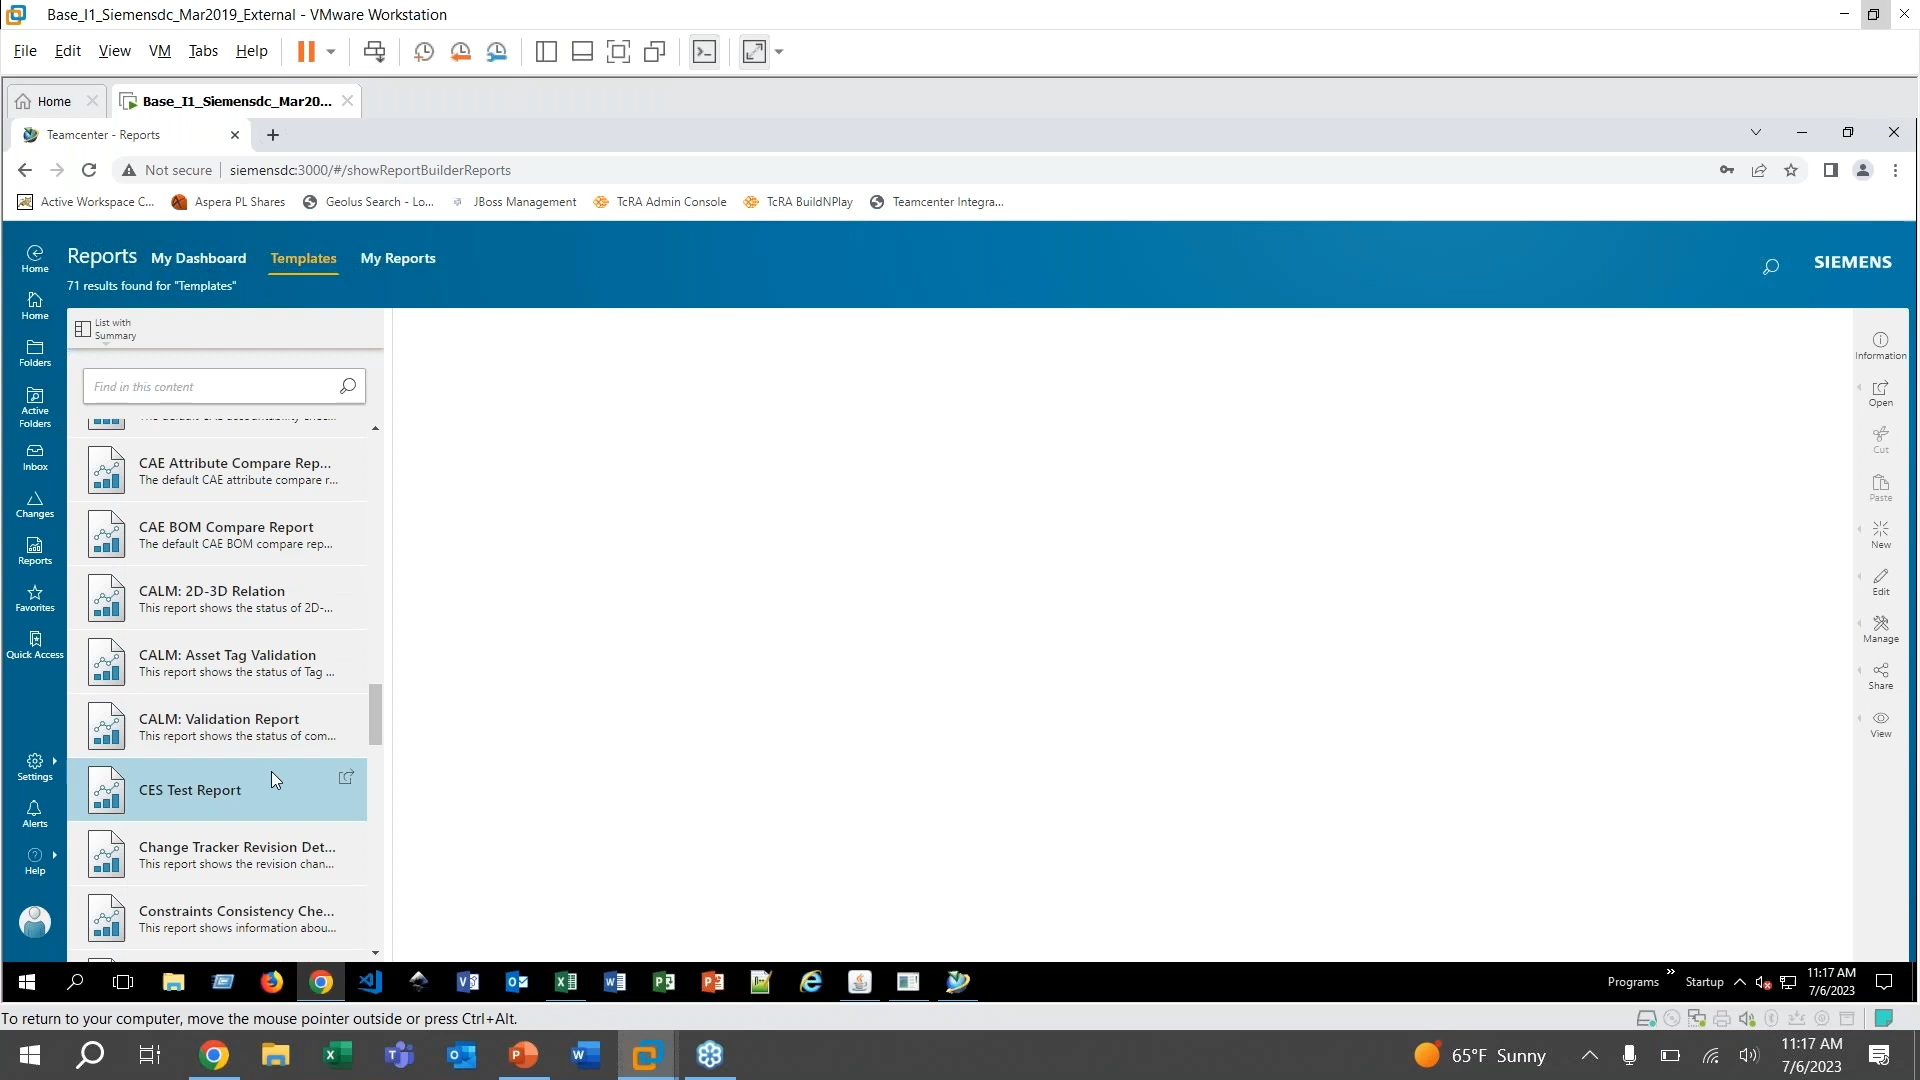 Base_I1_Siemensdc_Mar2019_External - VMware Workstation
File Edit View VM Tabs Help
Home
Base_I1_Siemensdc_Mar20...
Teamcenter - Reports
Not secure siemensdc:3000/#/showReportBuilderReports
Active Workspace C... Aspera PL Shares Geolus Search - Lo... JBoss Management TcRA Admin Console TcRA BuildNPlay Teamcenter Integra...
Home
Home
Folders
Active
Folders
Inbox
Changes
Reports
Favorites
Quick Access
Settings
Alerts
Help
Reports My Dashboard Templates My Reports
71 results found for "Templates"
SIEMENS
List with
Summary
Find in this content
CAE Attribute Compare Rep...
The default CAE attribute compare r...
CAE BOM Compare Report
The default CAE BOM compare rep...
CALM: 2D-3D Relation
This report shows the status of 2D-...
CALM: Asset Tag Validation
This report shows the status of Tag ...
CALM: Validation Report
This report shows the status of com...
CES Test Report
Change Tracker Revision Det...
This report shows the revision chan...
Constraints Consistency Che...
This report shows information abou...
Information
Open
Cut
Paste
New
Edit
Manage
Share
View
Programs » Startup
11:17 AM
7/6/2023
To return to your computer, move the mouse pointer outside or press Ctrl+Alt.
65°F Sunny
11:17 AM
7/6/2023